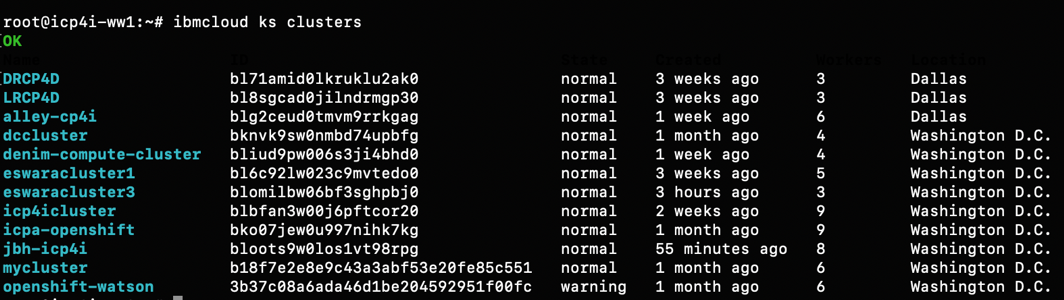 root@icp4i-ww1:~# ibmcloud ks clusters
OK
Name ID State Created Workers Location
DRCP4D bl71amid0lkruklu2ak0 normal 3 weeks ago 3 Dallas
LRCP4D bl8sgcad0jilndrmgp30 normal 3 weeks ago 3 Dallas
alley-cp4i blg2ceud0tmvm9rrkgag normal 1 week ago 6 Dallas
dccluster bknvk9sw0nmbd74upbfg normal 1 month ago 4 Washington D.C.
denim-compute-cluster bliud9pw006s3ji4bhd0 normal 1 week ago 4 Washington D.C.
eswaracluster1 bl6c92lw023c9mvtedo0 normal 3 weeks ago 5 Washington D.C.
eswaracluster3 blomilbw06bf3sghpbj0 normal 3 hours ago 3 Washington D.C.
icp4icluster blbfan3w00j6pftcor20 normal 2 weeks ago 9 Washington D.C.
icpa-openshift bko07jew0u997nihk7kg normal 1 month ago 9 Washington D.C.
jbh-icp4i bloots9w0los1vt98rpg normal 55 minutes ago 8 Washington D.C.
mycluster b18f7e2e8e9c43a3abf53e20fe85c551 normal 1 month ago 6 Washington D.C.
openshift-watson 3b37c08a6ada46d1be204592951f00fc warning 1 month ago 6 Washington D.C.